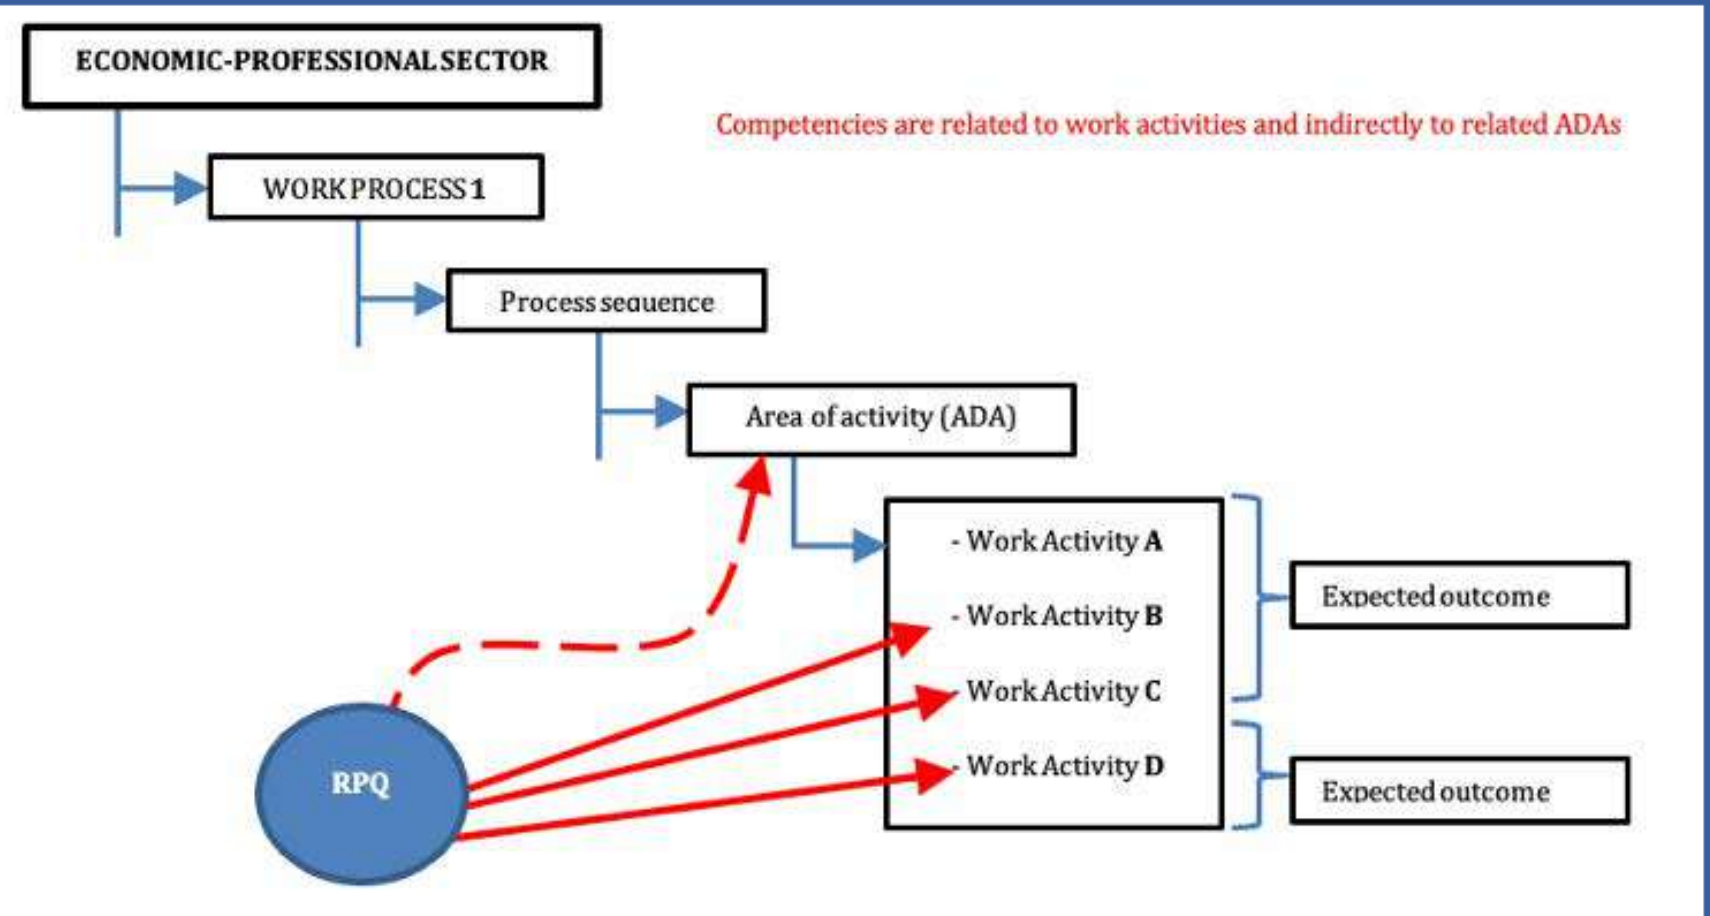 ECONOMIC-PROFESSIONAL SECTOR
Competencies are related to work activities and indirectly to related ADAs
WORK PROCESS 1
Process sequence
Area of activity (ADA)
- Work Activity A
- Work Activity B
- Work Activity C
- Work Activity D
Expected outcome
Expected outcome
RPQ